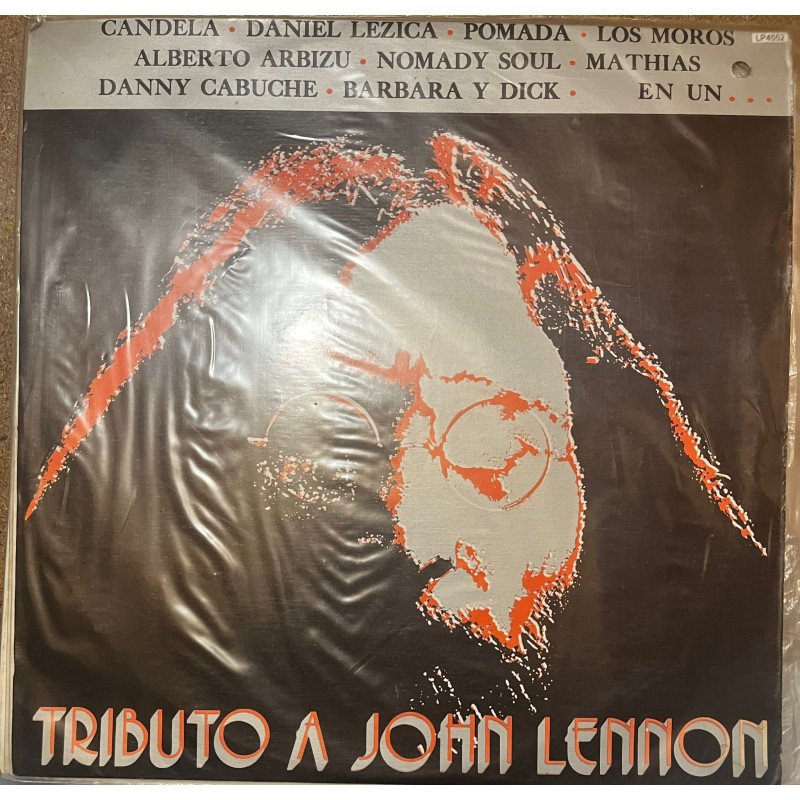 CANDELA • DANIEL LEZICA • POMADA • LOS MOROS
LP4552
ALBERTO ARBIZU • NOMADY SOUL • MATHIAS
DANNY CABUCHE • BARBARA Y DICK • EN UN...
TRIBUTO A JOHN LENNON